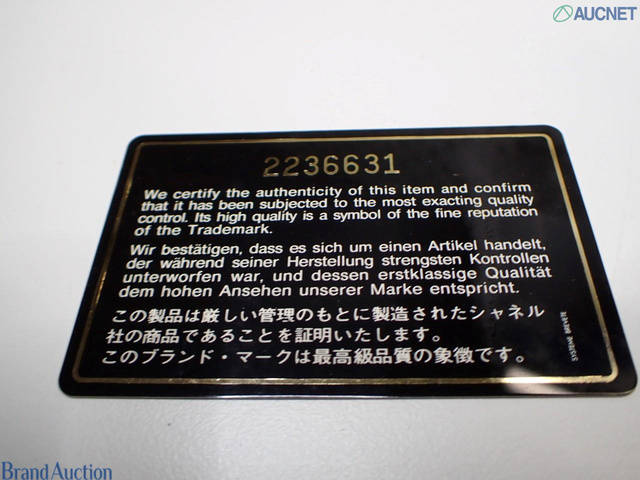 AUCNET
2236631
We certify the authenticity of this item and confirm
that it has been subjected to the most exacting quality
control. Its high quality is a symbol of the fine reputation
of the Trademark.
Wir bestätigen, dass es sich um einen Artikel handelt,
der während seiner Herstellung strengsten Kontrollen
unterworfen war, und dessen erstklassige Qualität
dem hohen Ansehen unserer Marke entspricht.
この製品は厳しい管理のもとに製造されたシャネル
社の商品であることを証明いたします。
このブランド・マークは最高級品質の象徴です。
SYSTEME BREVETE
Brand Auction